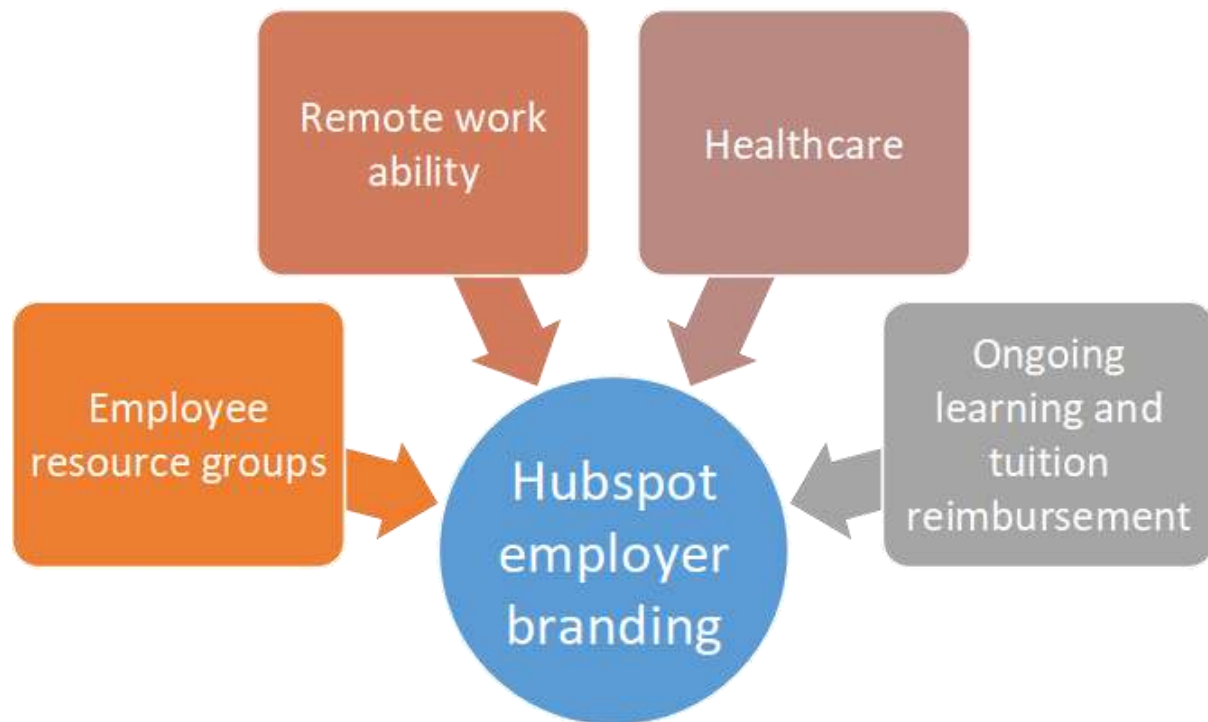 Remote work
ability
Healthcare
Employee
resource groups
Ongoing
learning and
tuition
reimbursement
Hubspot
employer
branding